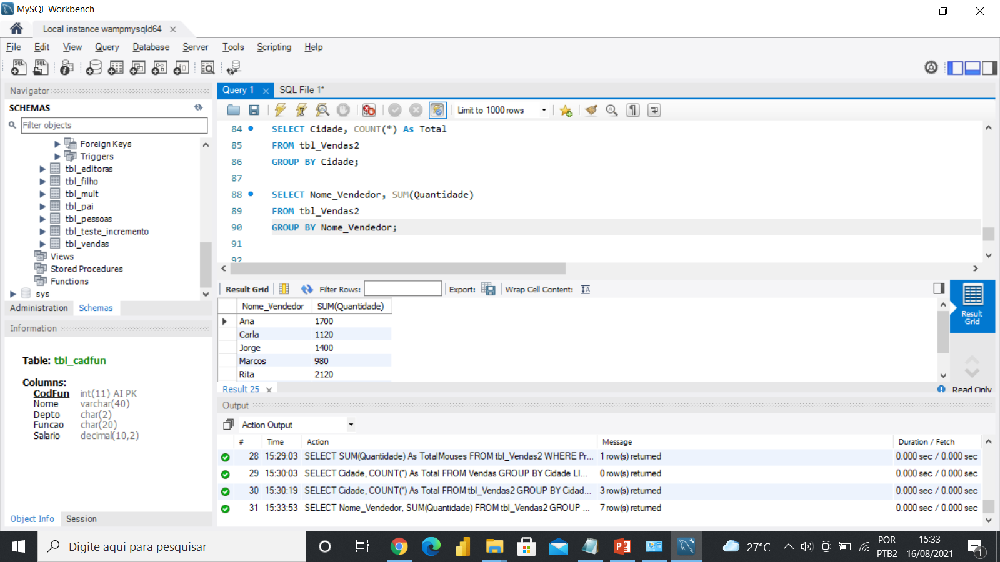 MySQL Workbench
Local instance wampmysqld64
File Edit View Query Database Server Tools Scripting Help
Navigator
SCHEMAS
Filter objects
Foreign Keys
Triggers
tbl_editoras
tbl_filho
tbl_mult
tbl_pai
tbl_pessoas
tbl_teste_incremento
tbl_vendas
Views
Stored Procedures
Functions
sys
Administration Schemas
Information
Table: tbl_cadfun
Columns:
CodFun int(11) AI PK
Nome varchar(40)
Depto char(2)
Funcao char(20)
Salario decimal(10,2)
Object Info Session
Query 1 SQL File 1*
Limit to 1000 rows
84 SELECT Cidade, COUNT(*) As Total
85 FROM tbl_Vendas2
86 GROUP BY Cidade;
87
88 SELECT Nome_Vendedor, SUM(Quantidade)
89 FROM tbl_Vendas2
90 GROUP BY Nome_Vendedor;
91
92
Result Grid Filter Rows: Export: Wrap Cell Content:
Nome_Vendedor SUM(Quantidade)
Ana 1700
Carla 1120
Jorge 1400
Marcos 980
Rita 2120
Result Grid
Result 25 Read Only
Output
Action Output
# Time Action Message Duration / Fetch
28 15:29:03 SELECT SUM(Quantidade) As TotalMouses FROM tbl_Vendas2 WHERE Pr... 1 row(s) returned 0.000 sec / 0.000 sec
29 15:30:03 SELECT Cidade, COUNT(*) As Total FROM Vendas GROUP BY Cidade LI... 0 row(s) returned 0.000 sec / 0.000 sec
30 15:30:19 SELECT Cidade, COUNT(*) As Total FROM tbl_Vendas2 GROUP BY Cidad... 3 row(s) returned 0.000 sec / 0.000 sec
31 15:33:53 SELECT Nome_Vendedor, SUM(Quantidade) FROM tbl_Vendas2 GROUP ... 7 row(s) returned 0.000 sec / 0.000 sec
Digite aqui para pesquisar
27°C
POR
PTB2
15:33
16/08/2021
1